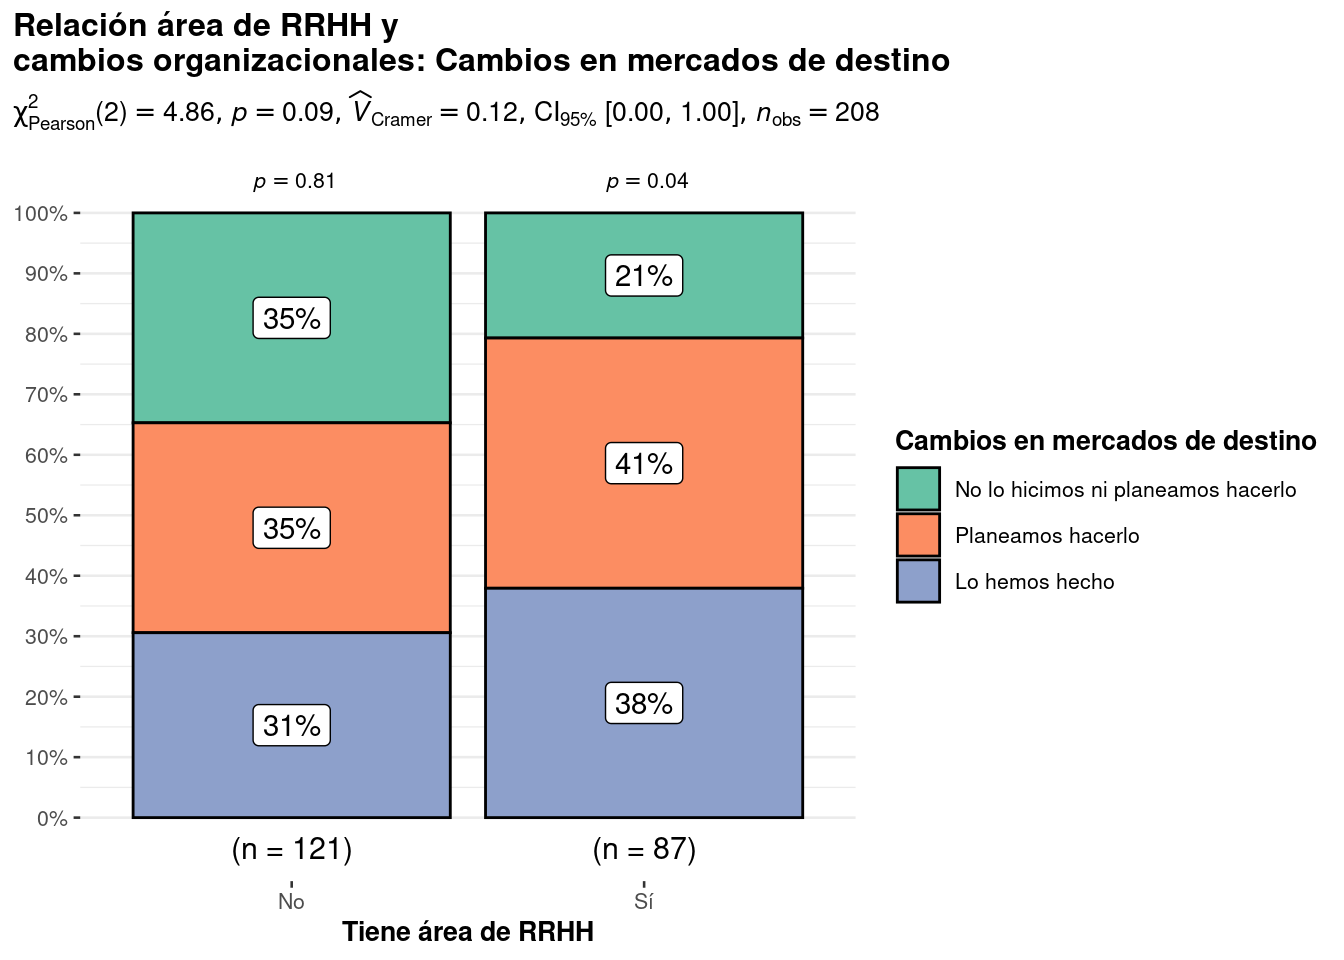 Relación área de RRHH y
cambios organizacionales: Cambios en mercados de destino
χ²Pearson(2) = 4.86, p = 0.09, V̂Cramer = 0.12, CI95% [0.00, 1.00], nobs = 208
p = 0.81 p = 0.04
100%
90%
80%
70%
60%
50%
40%
30%
20%
10%
0%
35%
35%
31%
21%
41%
38%
(n = 121) (n = 87)
No Sí
Tiene área de RRHH
Cambios en mercados de destino
No lo hicimos ni planeamos hacerlo
Planeamos hacerlo
Lo hemos hecho